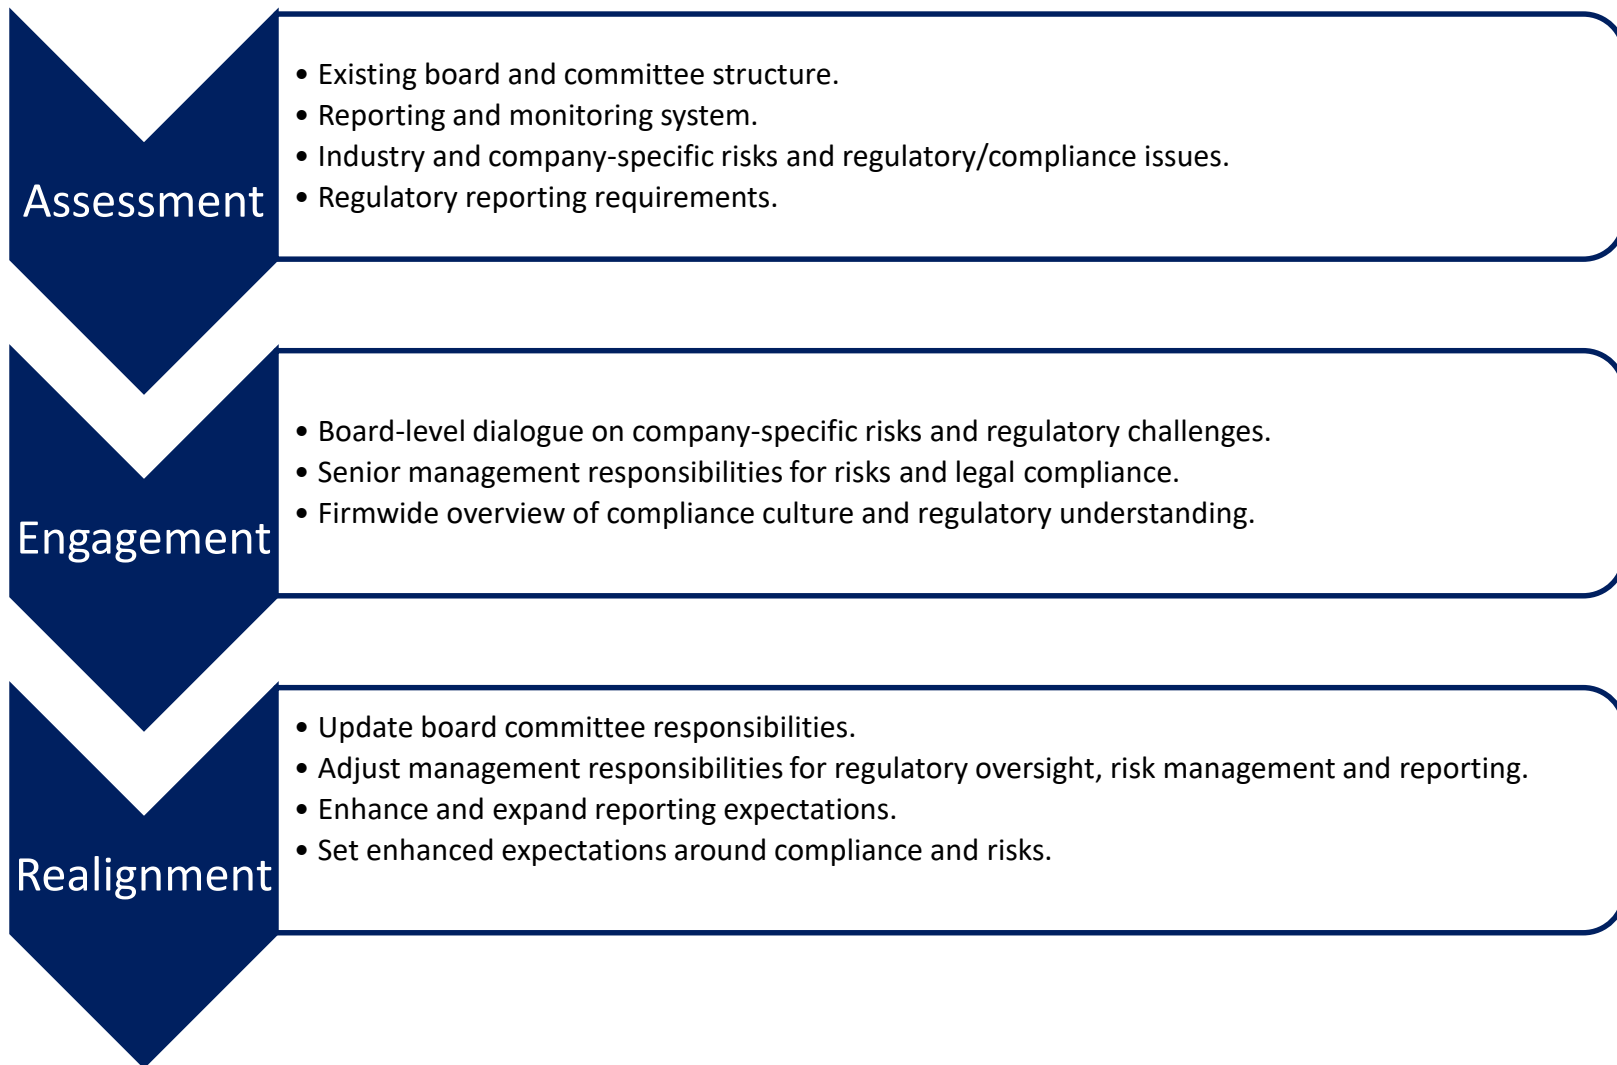 Assessment
• Existing board and committee structure.
• Reporting and monitoring system.
• Industry and company-specific risks and regulatory/compliance issues.
• Regulatory reporting requirements.
Engagement
• Board-level dialogue on company-specific risks and regulatory challenges.
• Senior management responsibilities for risks and legal compliance.
• Firmwide overview of compliance culture and regulatory understanding.
Realignment
• Update board committee responsibilities.
• Adjust management responsibilities for regulatory oversight, risk management and reporting.
• Enhance and expand reporting expectations.
• Set enhanced expectations around compliance and risks.